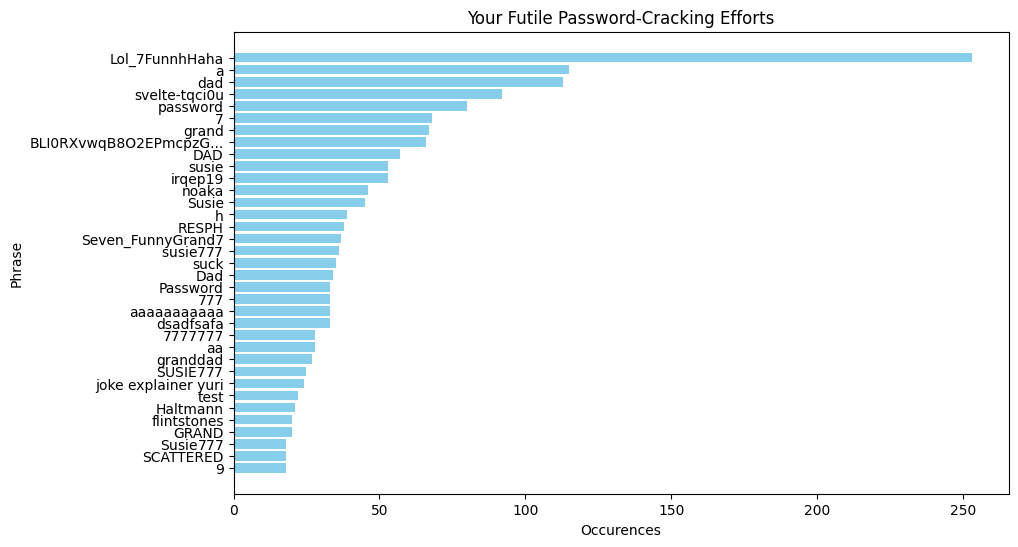 Your Futile Password-Cracking Efforts
Phrase
Lol_7FunnhHaha
a
dad
svelte-tqci0u
password
7
grand
BLI0RXvwqB8O2EPmcpzG...
DAD
susie
irqep19
noaka
Susie
h
RESPH
Seven_FunnyGrand7
susie777
suck
Dad
Password
777
aaaaaaaaaaa
dsadfsafa
7777777
aa
granddad
SUSIE777
joke explainer yuri
test
Haltmann
flintstones
GRAND
Susie777
SCATTERED
9
0 50 100 150 200 250
Occurences